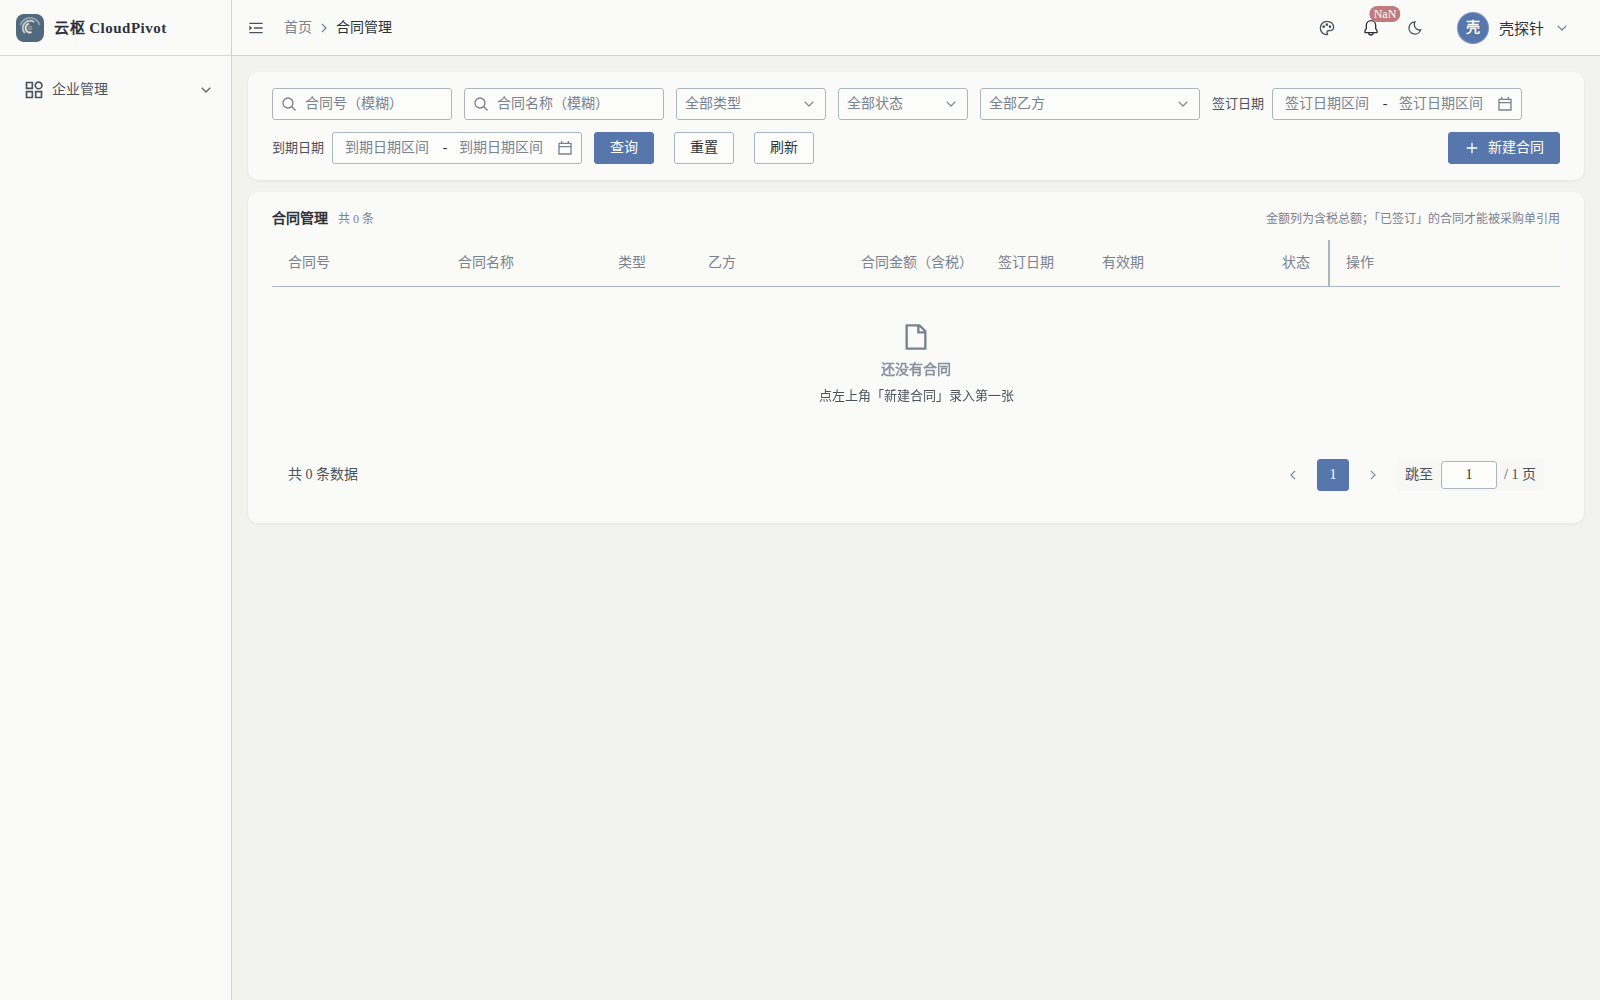 云枢 CloudPivot
首页 > 合同管理
NaN
壳 壳探针
企业管理
合同号（模糊） 合同名称（模糊） 全部类型 全部状态 全部乙方 签订日期 签订日期区间 - 签订日期区间
到期日期 到期日期区间 - 到期日期区间 查询 重置 刷新 新建合同
合同管理 共 0 条 金额列为含税总额；「已签订」的合同才能被采购单引用
合同号 合同名称 类型 乙方 合同金额（含税） 签订日期 有效期 状态 操作
还没有合同
点左上角「新建合同」录入第一张
共 0 条数据 1 跳至 1 / 1 页